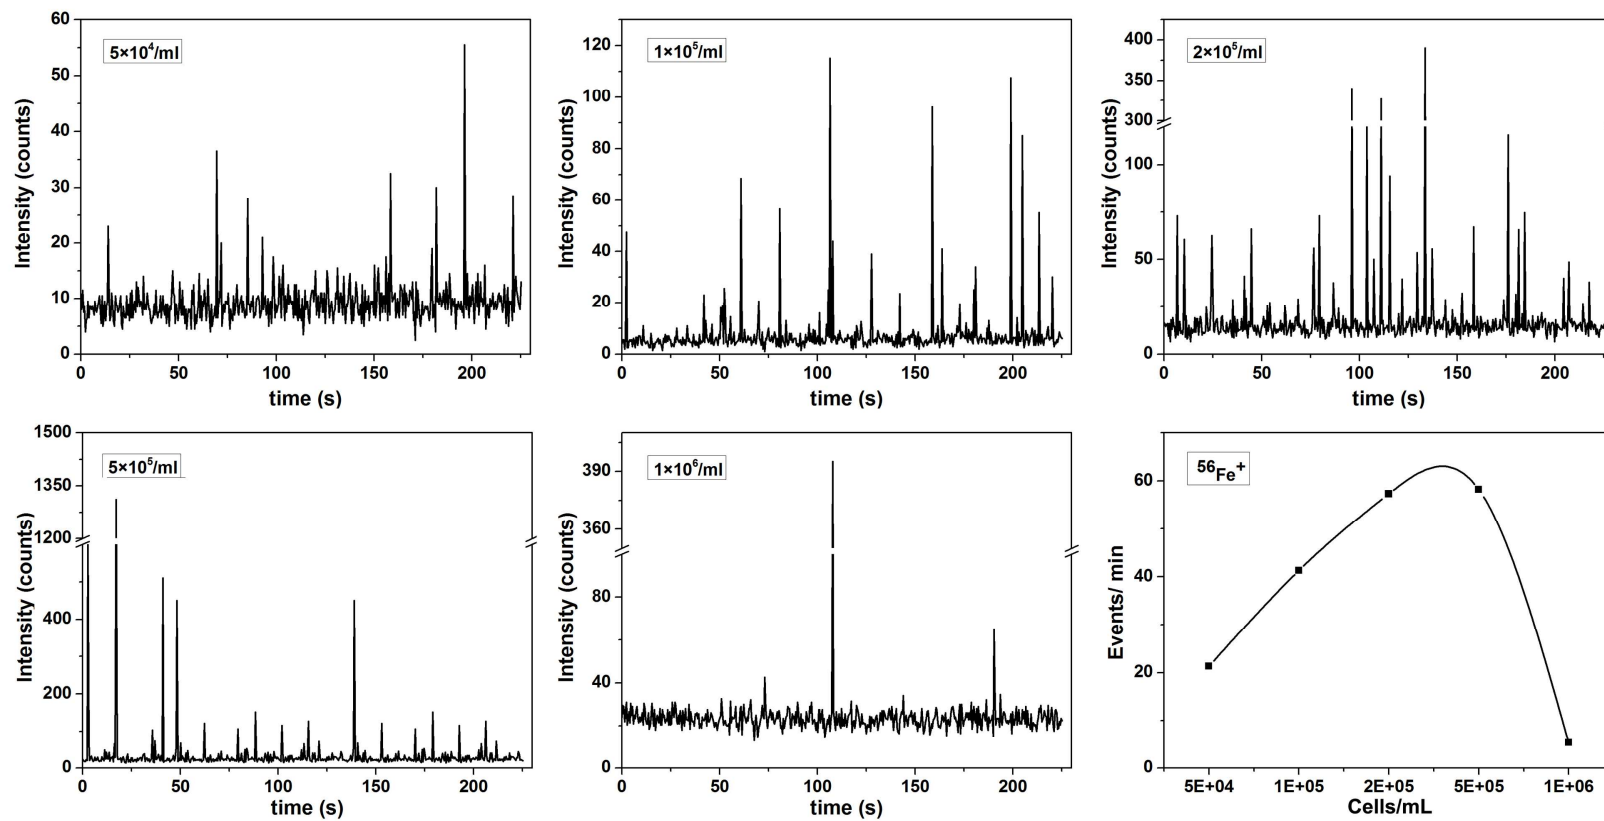 5×10⁴/ml
Intensity (counts)
60
50
40
30
20
10
0
0 50 100 150 200
time (s)
1×10⁵/ml
Intensity (counts)
120
100
80
60
40
20
0
0 50 100 150 200
time (s)
2×10⁵/ml
Intensity (counts)
400
350
300
100
50
0
0 50 100 150 200
time (s)
5×10⁵/ml
Intensity (counts)
1500
1350
1200
400
200
0
0 50 100 150 200
time (s)
1×10⁶/ml
Intensity (counts)
390
360
80
40
0
0 50 100 150 200
time (s)
⁵⁶Fe⁺
Events/ min
60
40
20
0
5E+04 1E+05 2E+05 5E+05 1E+06
Cells/mL